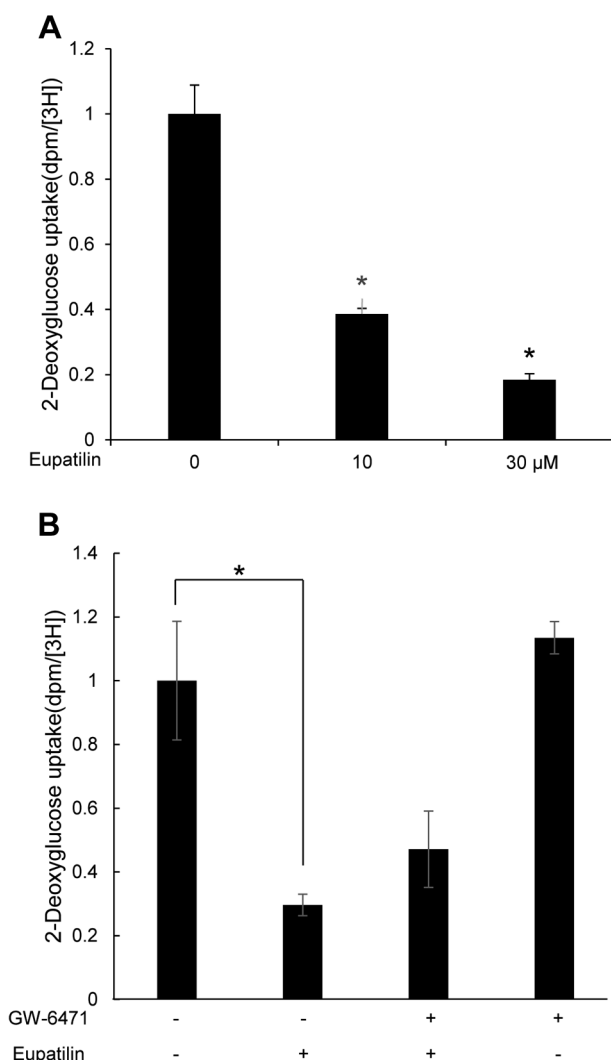 A
2-Deoxyglucose uptake(dpm/[3H])
1.2
1
0.8
0.6
0.4
0.2
0
*
*
Eupatilin 0 10 30 µM
B
2-Deoxyglucose uptake(dpm/[3H])
1.4
1.2
1
0.8
0.6
0.4
0.2
0
*
GW-6471 - - + +
Eupatilin - + + -